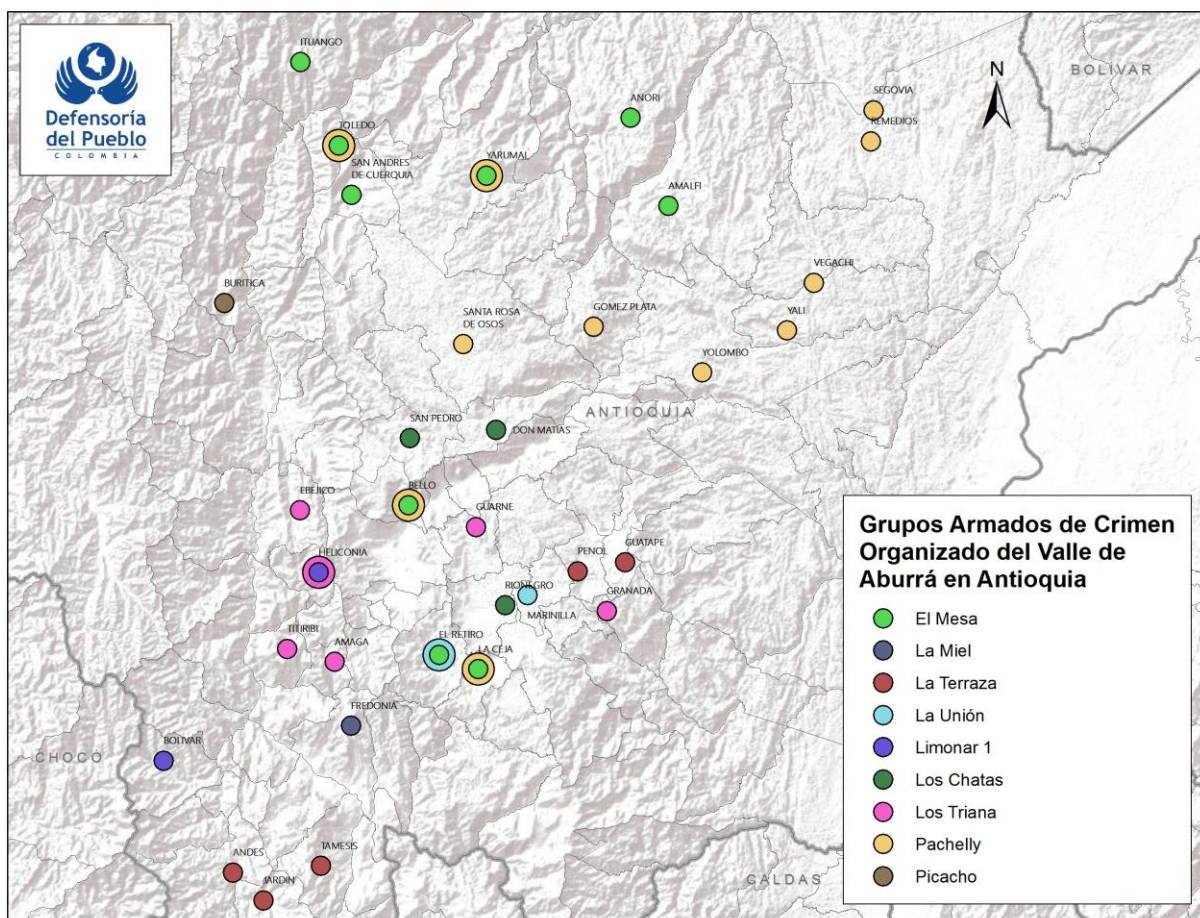 ITUANGO
Defensoría
del Pueblo
COLOMBIA
BOLIVAR
N
SEGOVIA
REMEDIOS
ANORI
TOLEDO
SAN ANDRES
DE CUERQUIA
YARUMAL
AMALFI
VEGACHI
BURITICA
SANTA ROSA
DE OSOS
GOMEZ PLATA
YALI
YOLOMBO
ANTIOQUIA
SAN PEDRO
DON MATIAS
EBEJICO
BELLO
GUARNE
HELICONIA
PENOL
GUATAPE
RIONEGRO
MARINILLA
GRANADA
TITIRIBI
AMAGA
EL RETIRO
LA CEJA
FREDONIA
CHOCO
BOLIVAR
ANDES
TAMESIS
JARDIN
CALDAS
Grupos Armados de Crimen
Organizado del Valle de
Aburrá en Antioquia
El Mesa
La Miel
La Terraza
La Unión
Limonar 1
Los Chatas
Los Triana
Pachelly
Picacho